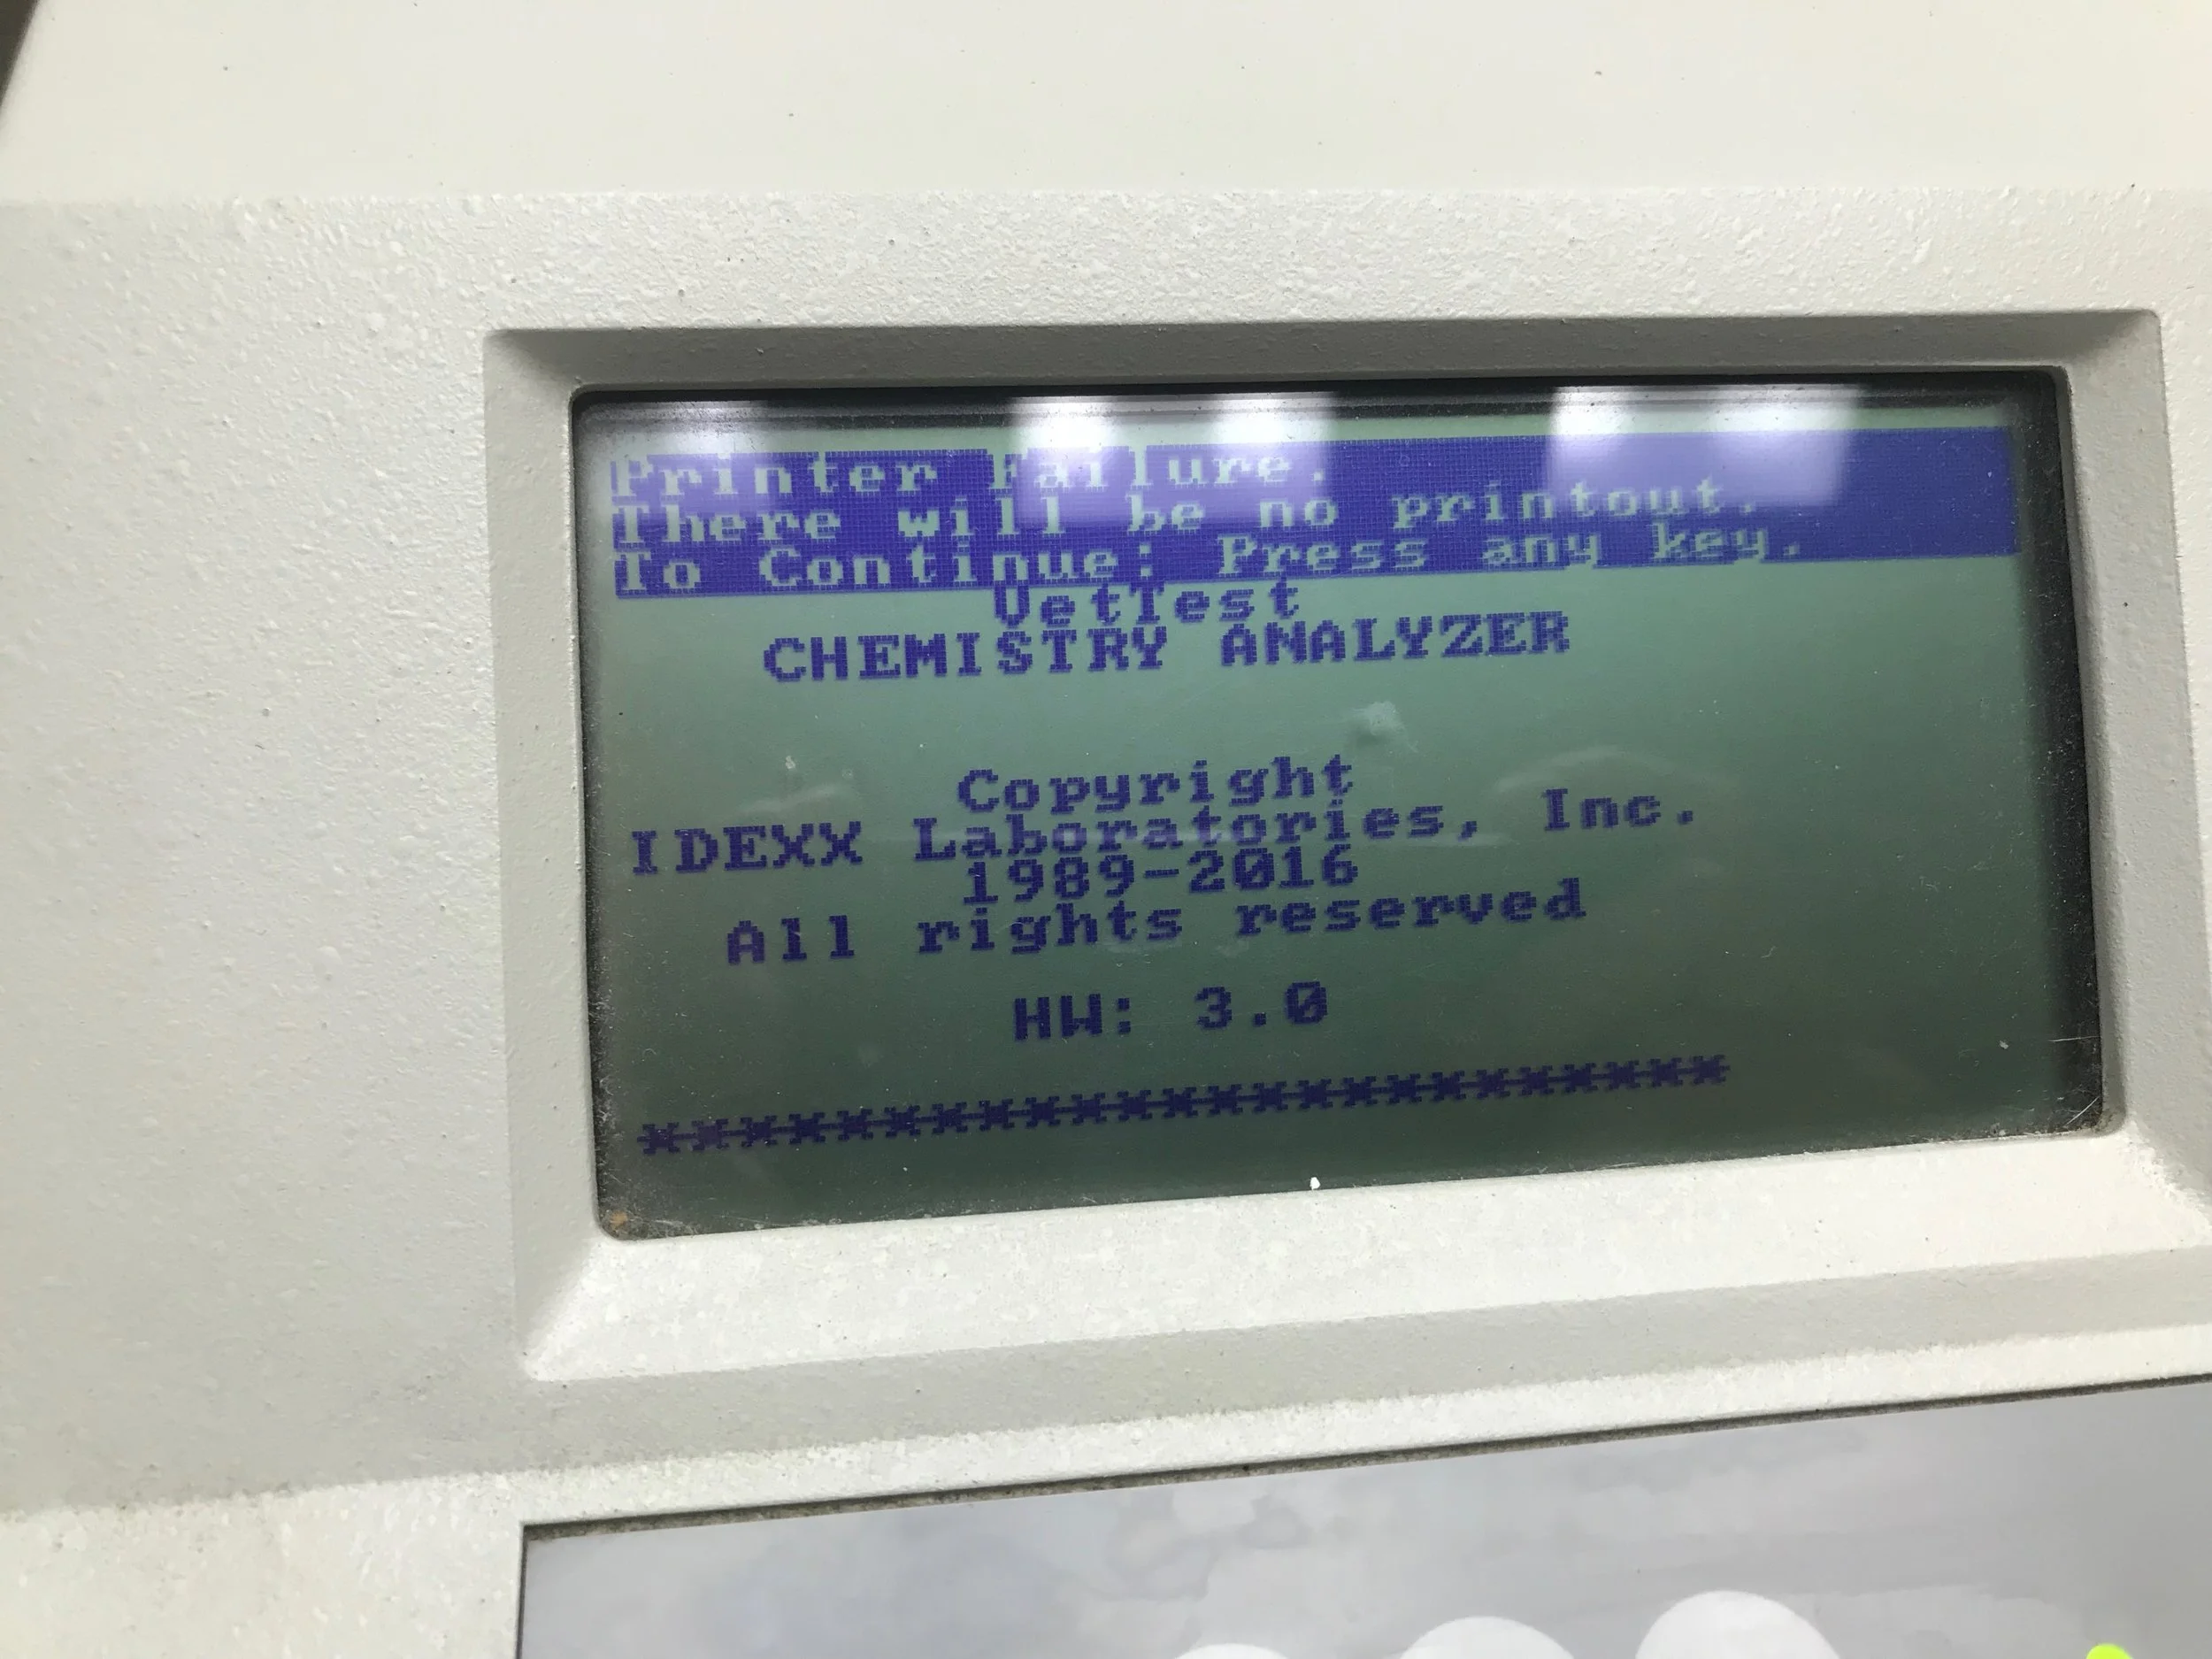 Printer Failure.
There will be no printout.
To Continue: Press any key.
VetTest
CHEMISTRY ANALYZER
Copyright
IDEXX Laboratories, Inc.
1989-2016
All rights reserved
HW: 3.0
************************